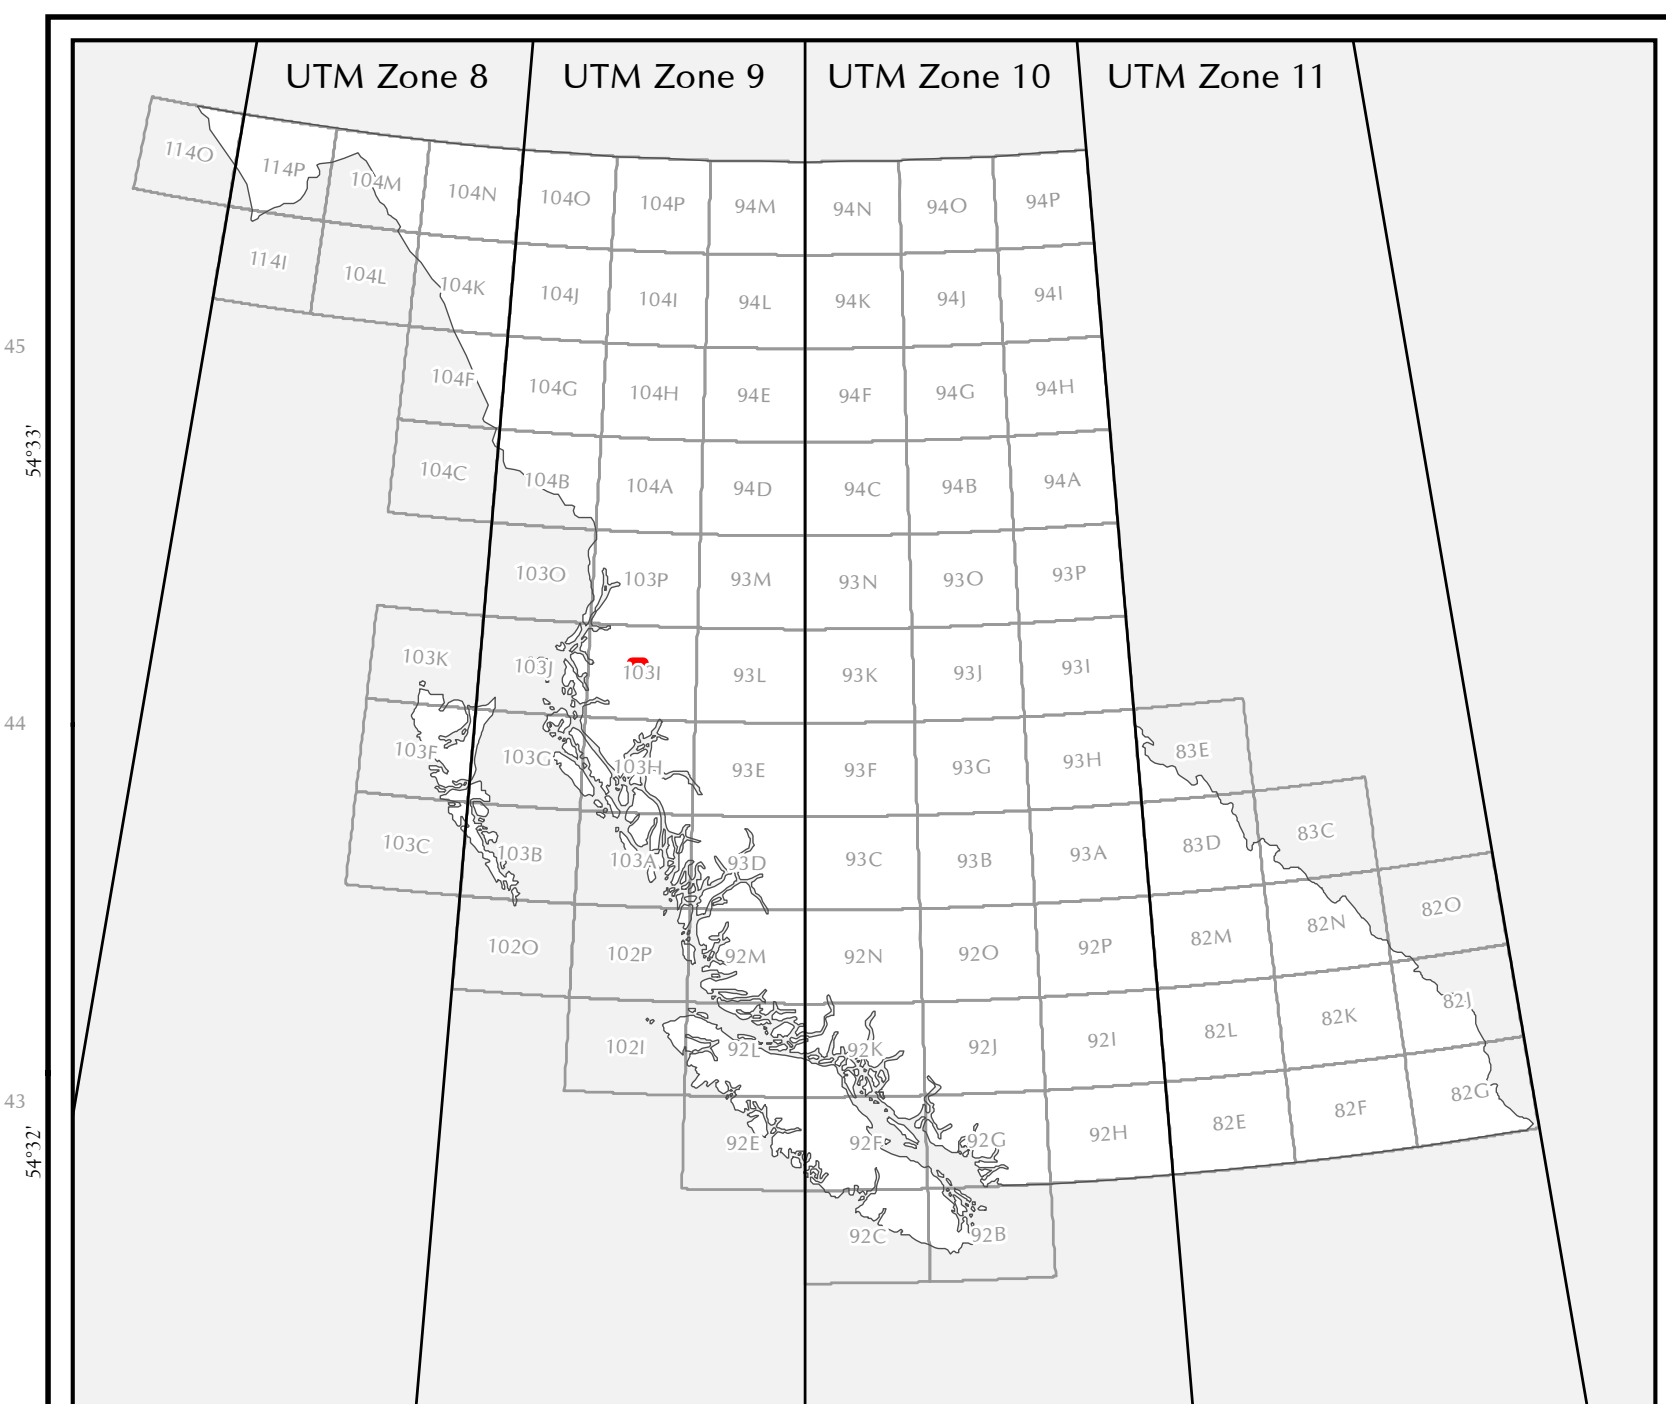 UTM Zone 8 UTM Zone 9 UTM Zone 10 UTM Zone 11
114O 114P 104M 104N 104O 104P 94M 94N 94O 94P
114I 104L 104K 104J 104I 94L 94K 94J 94I
45
104F 104G 104H 94E 94F 94G 94H
54°33'
104C 104B 104A 94D 94C 94B 94A
103O 103P 93M 93N 93O 93P
103K 103J 103I 93L 93K 93J 93I
44
103F 103G 103H 93E 93F 93G 93H 83E
103C 103B 103A 93D 93C 93B 93A 83D 83C
102O 102P 92M 92N 92O 92P 82M 82N 82O
102I 92L 92K 92J 92I 82L 82K 82J
43
54°32'
92E 92F 92G 92H 82E 82F 82G
92C 92B